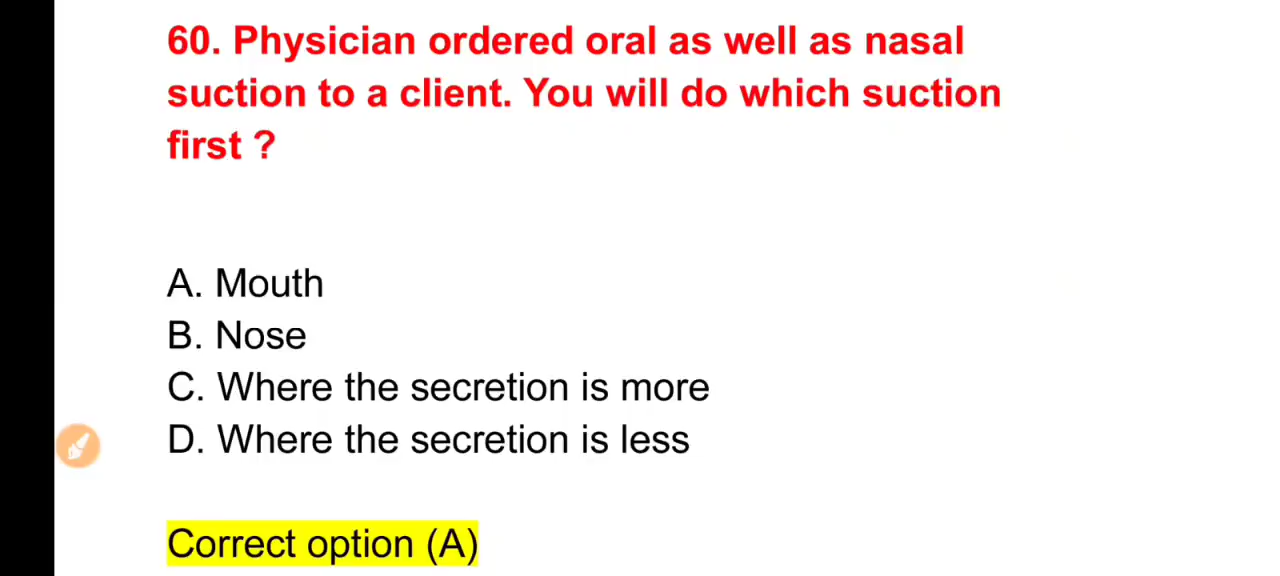 60. Physician ordered oral as well as nasal
suction to a client. You will do which suction
first ?
A. Mouth
B. Nose
C. Where the secretion is more
D. Where the secretion is less
Correct option (A)